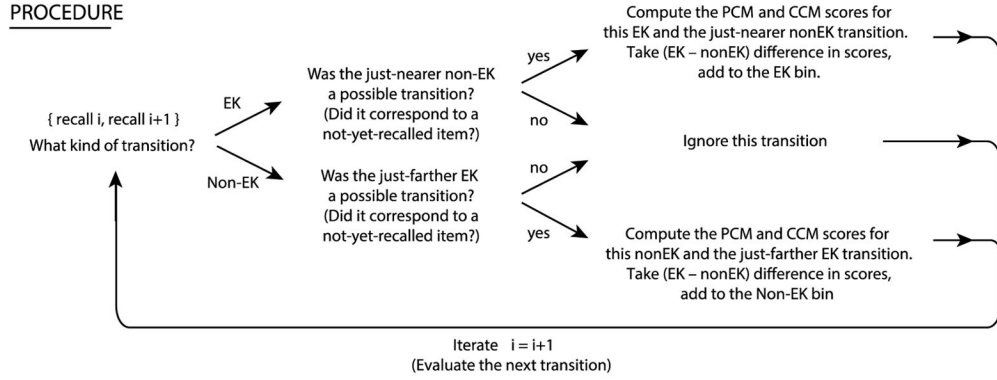 PROCEDURE
{ recall i, recall i+1 }
What kind of transition?
EK
Non-EK
Was the just-nearer non-EK
a possible transition?
(Did it correspond to a
not-yet-recalled item?)
Was the just-farther EK
a possible transition?
(Did it correspond to a
not-yet-recalled item?)
yes
no
no
yes
Compute the PCM and CCM scores for
this EK and the just-nearer nonEK transition.
Take (EK – nonEK) difference in scores,
add to the EK bin.
Ignore this transition
Compute the PCM and CCM scores for
this nonEK and the just-farther EK transition.
Take (EK – nonEK) difference in scores,
add to the Non-EK bin
Iterate i = i+1
(Evaluate the next transition)